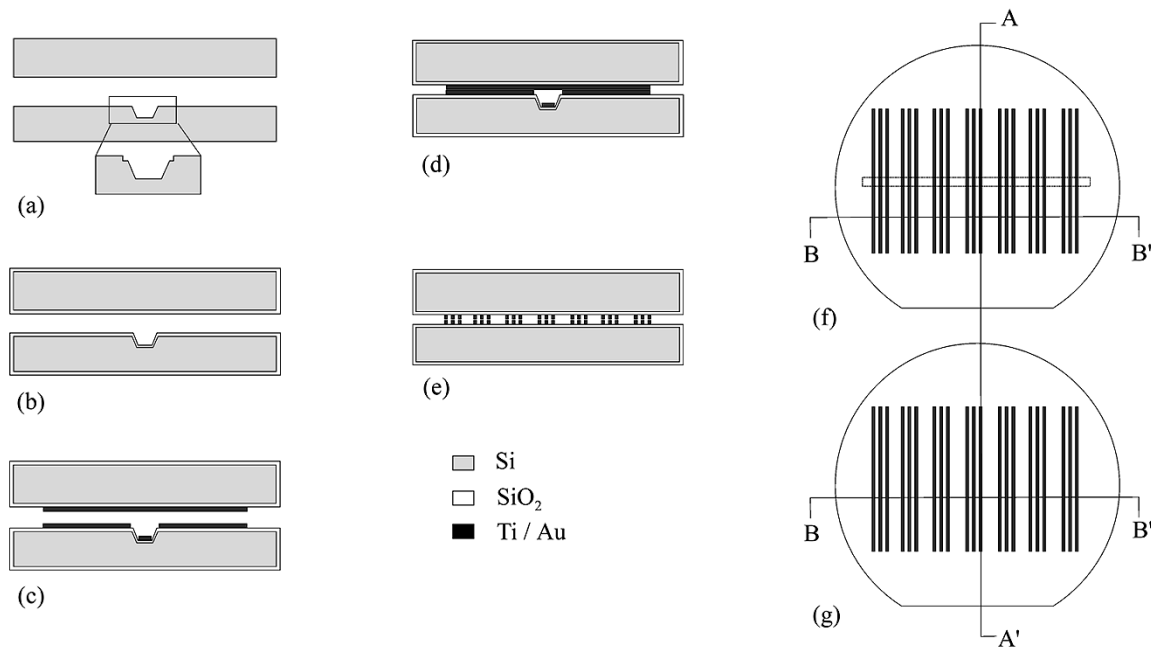 (a)
(b)
(c)
(d)
(e)
Si
SiO₂
Ti / Au
A
B B'
(f)
B B'
(g)
A'